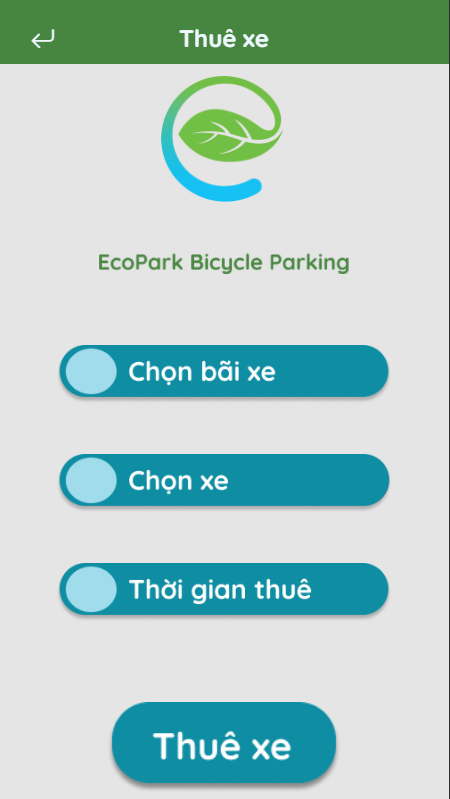 Thuê xe
EcoPark Bicycle Parking
Chọn bãi xe
Chọn xe
Thời gian thuê
Thuê xe